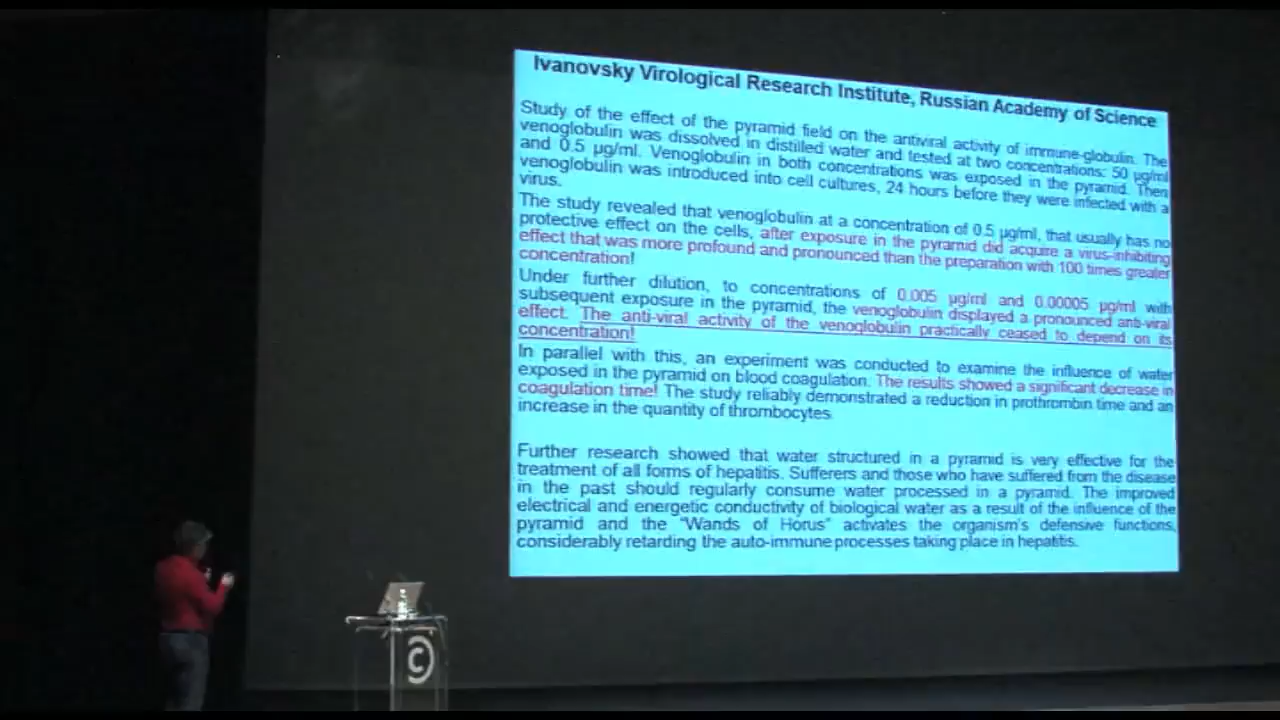 Ivanovsky Virological Research Institute, Russian Academy of Science
Study of the effect of the pyramid field on the antiviral activity of immune-globulin. The
venoglobulin was dissolved in distilled water and tested at two concentrations: 50 µg/ml
and 0.5 µg/ml. Venoglobulin in both concentrations was exposed in the pyramid. Then
venoglobulin was introduced into cell cultures, 24 hours before they were infected with a
virus.
The study revealed that venoglobulin at a concentration of 0.5 µg/ml, that usually has no
protective effect on the cells, after exposure in the pyramid did acquire a virus-inhibiting
effect that was more profound and pronounced than the preparation with 100 times greater
concentration!
Under further dilution, to concentrations of 0.005 µg/ml and 0.00005 µg/ml with
subsequent exposure in the pyramid, the venoglobulin displayed a pronounced anti-viral
effect. The anti-viral activity of the venoglobulin practically ceased to depend on its
concentration!
In parallel with this, an experiment was conducted to examine the influence of water
exposed in the pyramid on blood coagulation. The results showed a significant decrease in
coagulation time! The study reliably demonstrated a reduction in prothrombin time and an
increase in the quantity of thrombocytes.
Further research showed that water structured in a pyramid is very effective for the
treatment of all forms of hepatitis. Sufferers and those who have suffered from the disease
in the past should regularly consume water processed in a pyramid. The improved
electrical and energetic conductivity of biological water as a result of the influence of the
pyramid and the "Wands of Horus" activates the organism's defensive functions,
considerably retarding the auto-immune processes taking place in hepatitis.